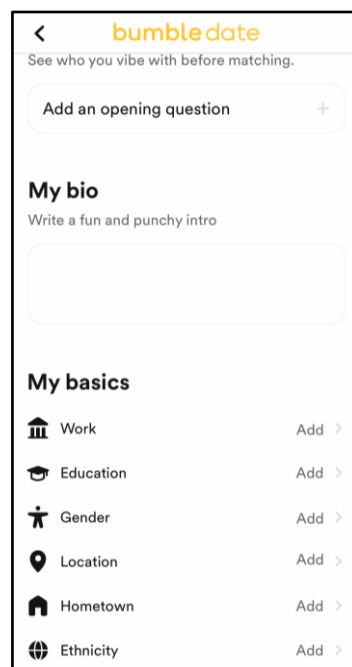 bumble date
See who you vibe with before matching.
Add an opening question +
My bio
Write a fun and punchy intro
My basics
Work Add
Education Add
Gender Add
Location Add
Hometown Add
Ethnicity Add